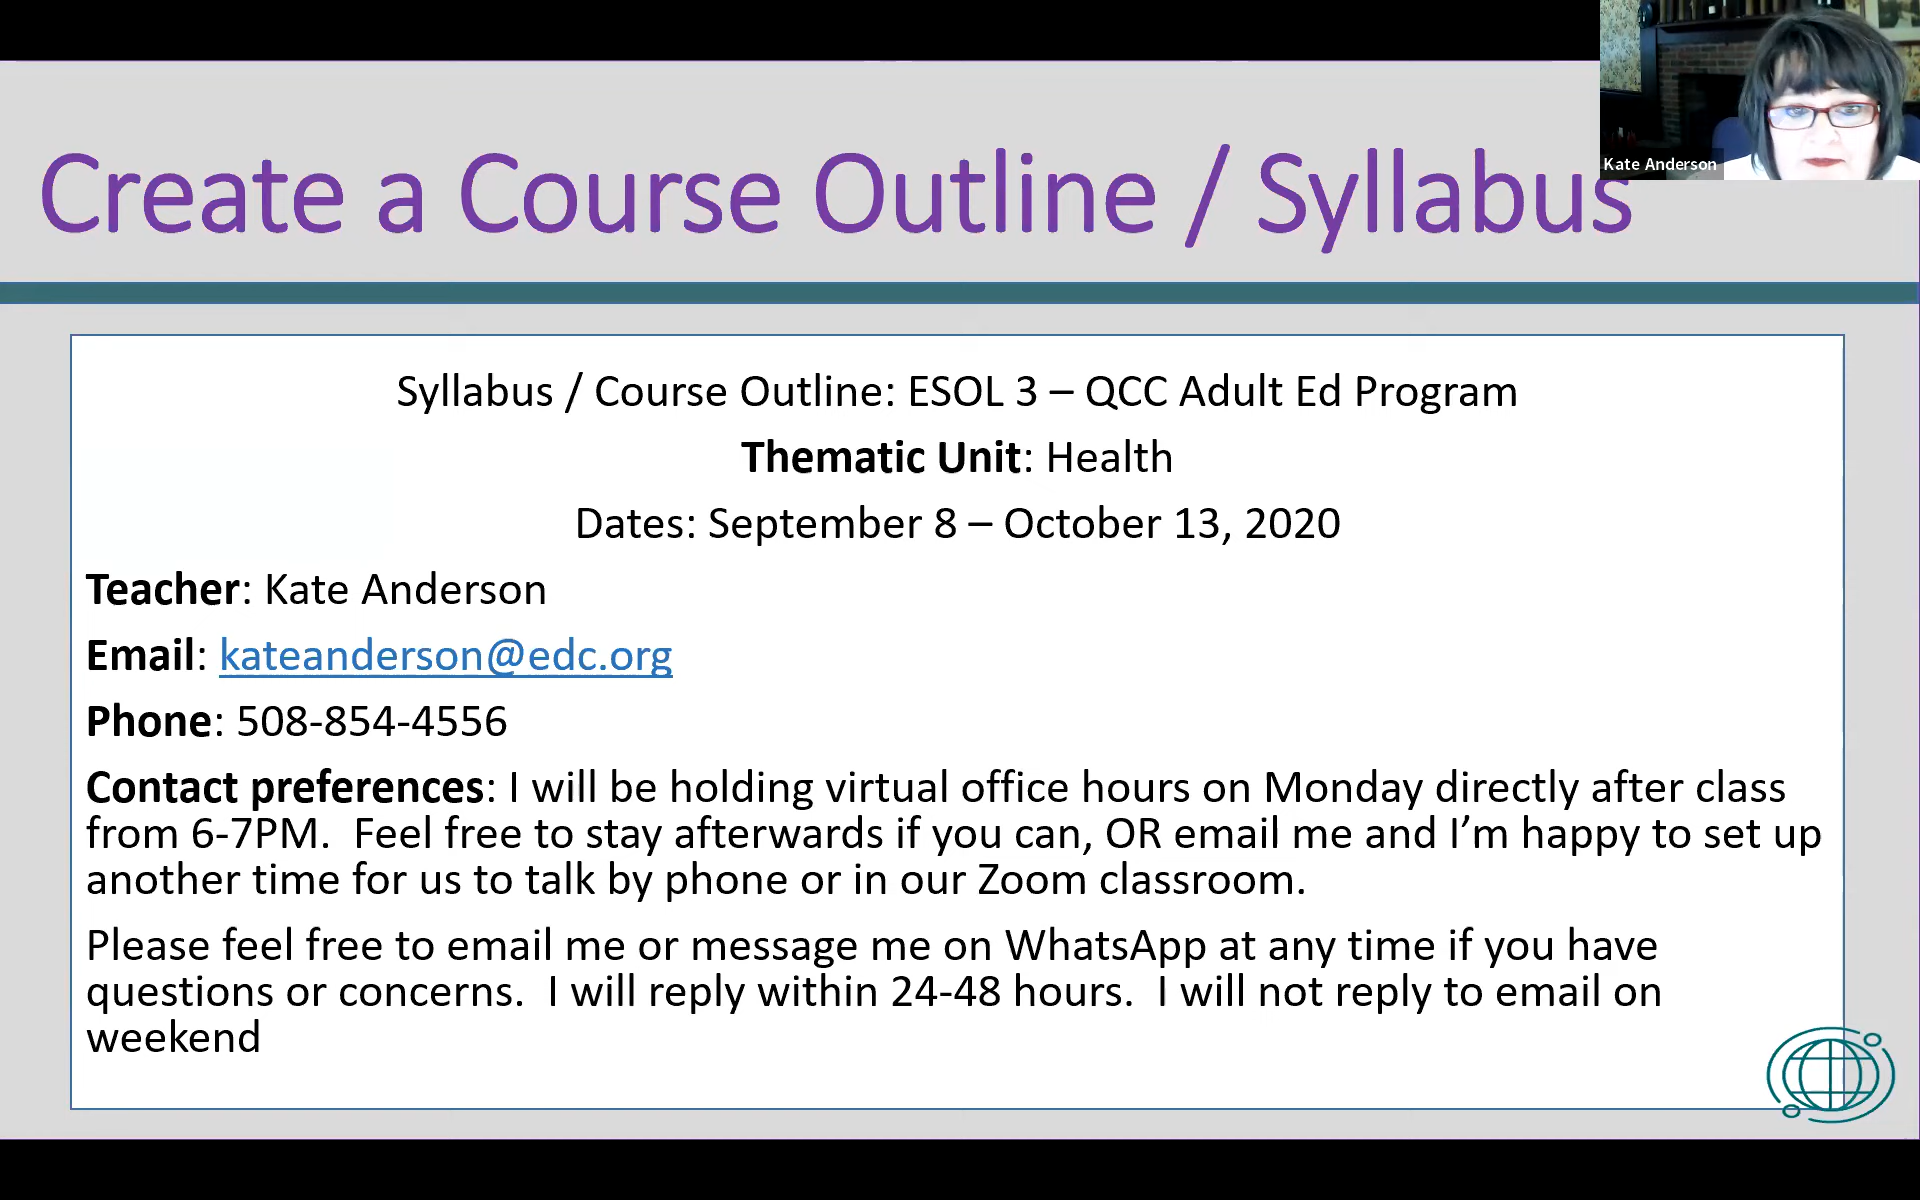 Create a Course Outline / Syllabus
Kate Anderson
Syllabus / Course Outline: ESOL 3 – QCC Adult Ed Program
Thematic Unit: Health
Dates: September 8 – October 13, 2020
Teacher: Kate Anderson
Email: kateanderson@edc.org
Phone: 508-854-4556
Contact preferences: I will be holding virtual office hours on Monday directly after class
from 6-7PM.  Feel free to stay afterwards if you can, OR email me and I’m happy to set up
another time for us to talk by phone or in our Zoom classroom.
Please feel free to email me or message me on WhatsApp at any time if you have
questions or concerns.  I will reply within 24-48 hours.  I will not reply to email on
weekend